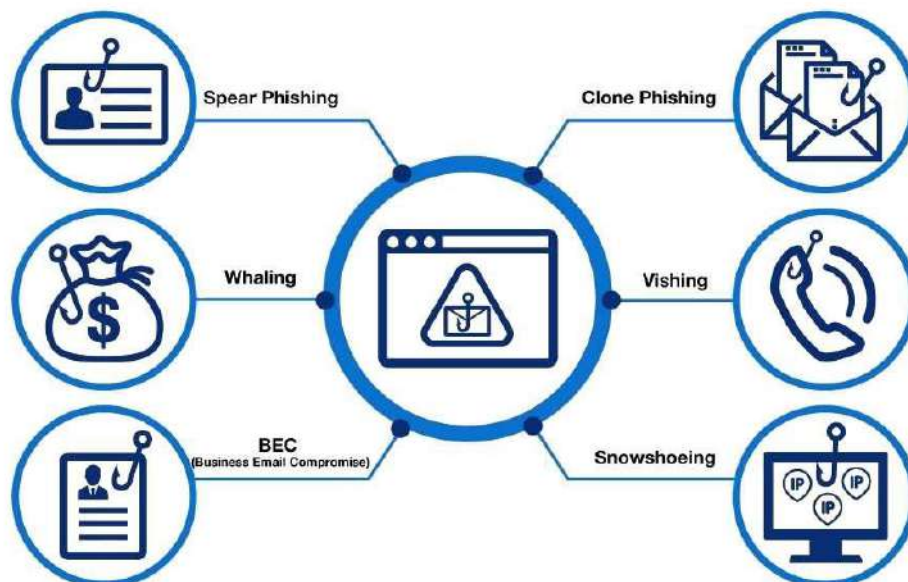 Spear Phishing
Clone Phishing
$
Whaling
Vishing
BEC
(Business Email Compromise)
Snowshoeing
IP
IP
IP